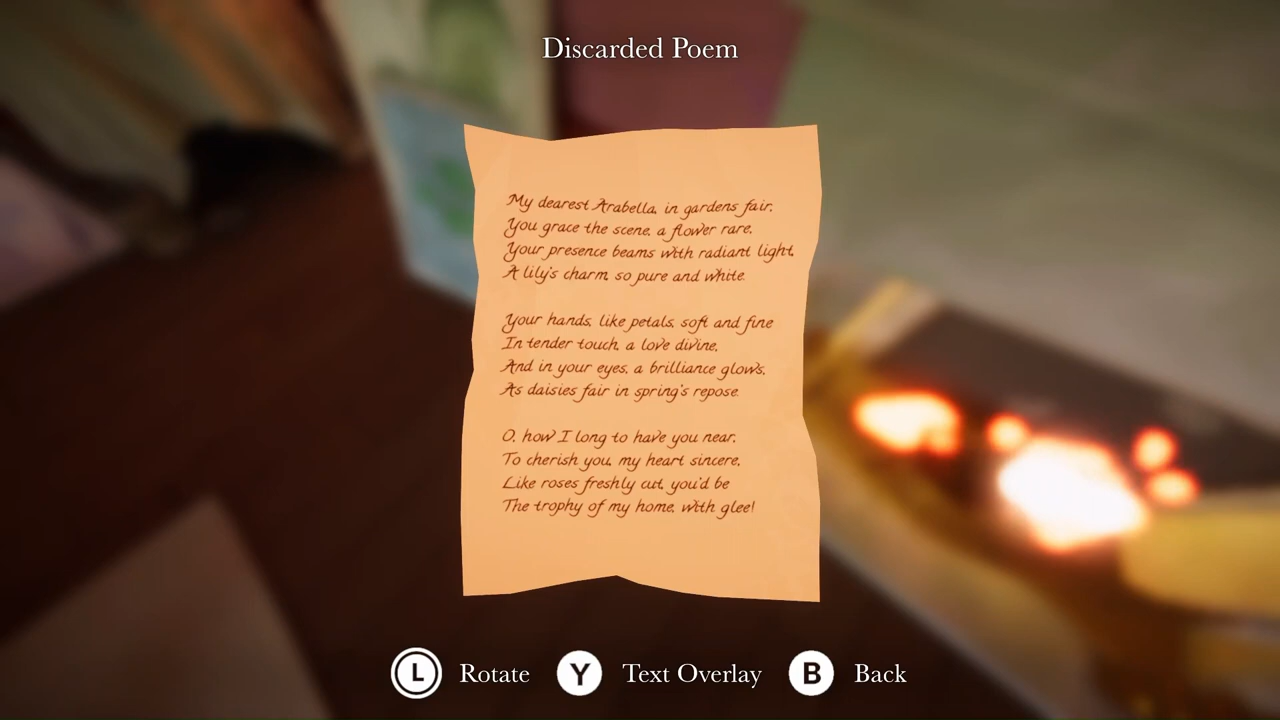 Discarded Poem
My dearest Arabella, in gardens fair,
You grace the scene, a flower rare,
Your presence beams with radiant light,
A lily's charm, so pure and white.
Your hands, like petals, soft and fine
In tender touch, a love divine,
And in your eyes, a brilliance glows,
As daisies fair in spring's repose.
O, how I long to have you near,
To cherish you, my heart sincere,
Like roses freshly cut, you'd be
The trophy of my home, with glee!
L Rotate Y Text Overlay B Back